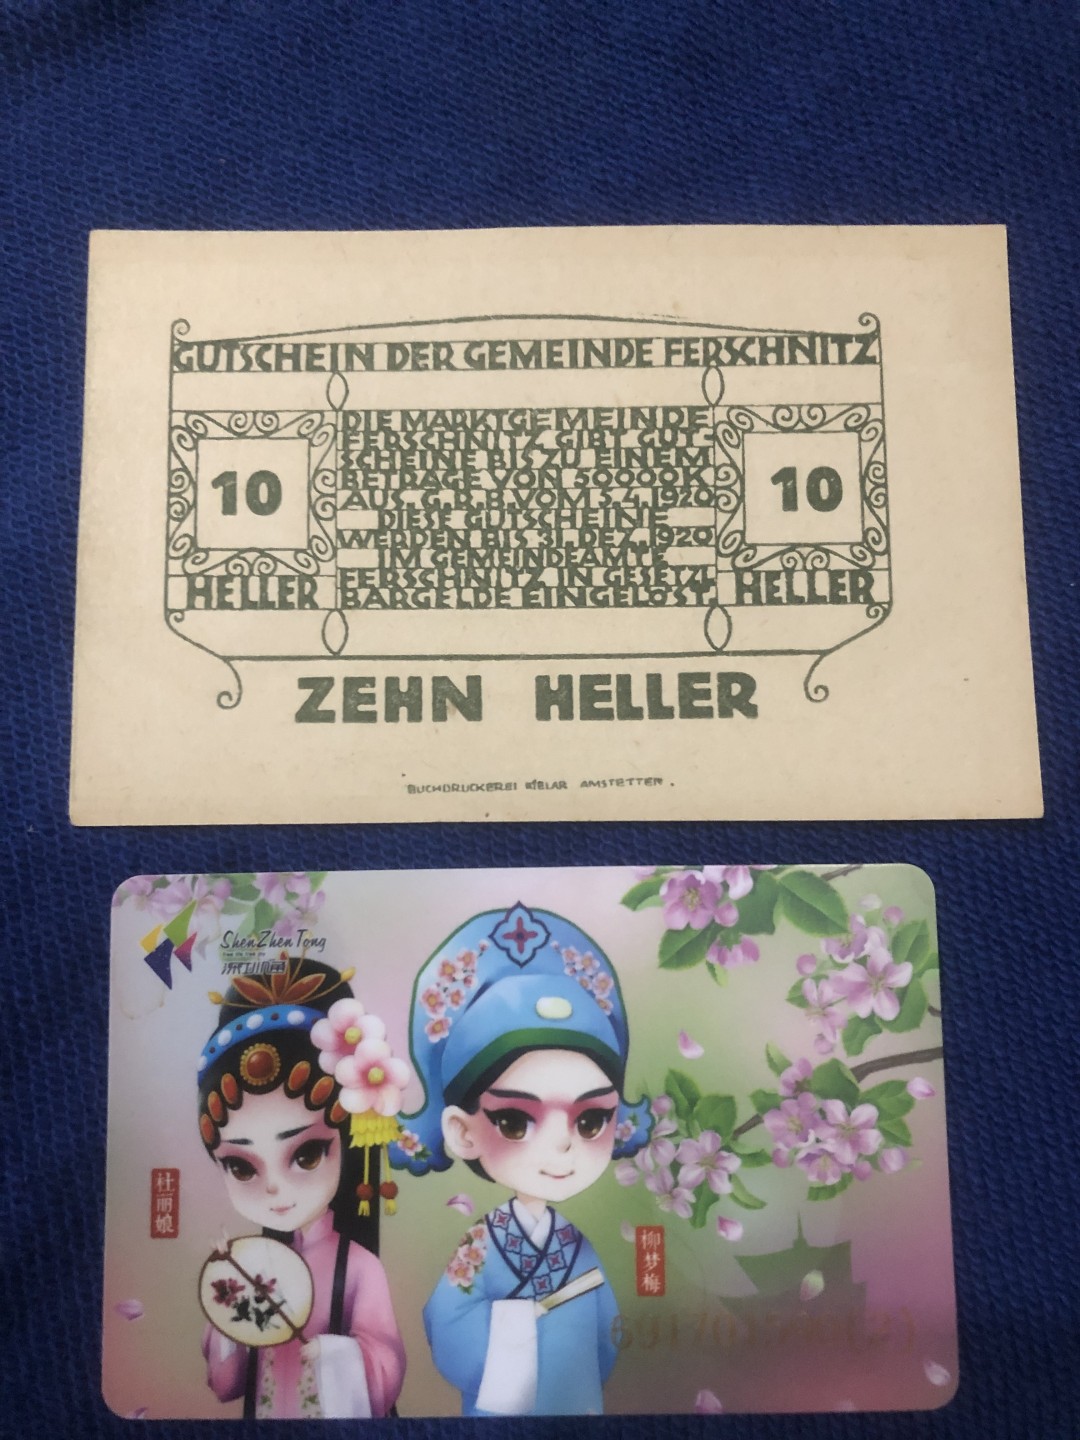 GUTSCHEIN DER GEMEINDE FERSCHNITZ
DIE MARKTGEMEINDE
FERSCHNITZ GIBT GUT-
SCHEINE BIS ZU EINEM
BETRAGE VON 50000K
AUS. G.R.B. VOM 5.4.1920
DIESE GUTSCHEINE
WERDEN BIS 31. DEZ. 1920
IM GEMEINDEAMTE
FERSCHNITZ IN GESETZL
BARGELDE EINGELÖST.
10
HELLER
10
HELLER
ZEHN HELLER
BUCHDRUCKEREI AMSTETTEN.
ShenZhenTong
深圳通
杜丽娘
柳梦梅